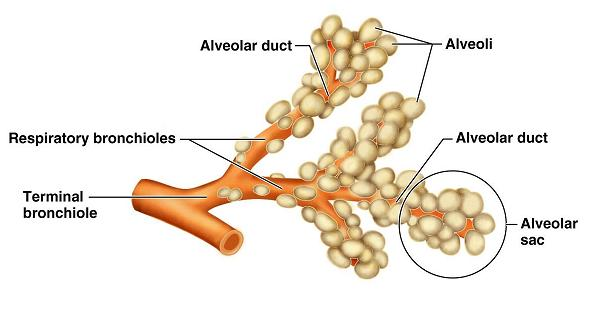 Alveolar duct
Alveoli
Respiratory bronchioles
Alveolar duct
Terminal
bronchiole
Alveolar
sac